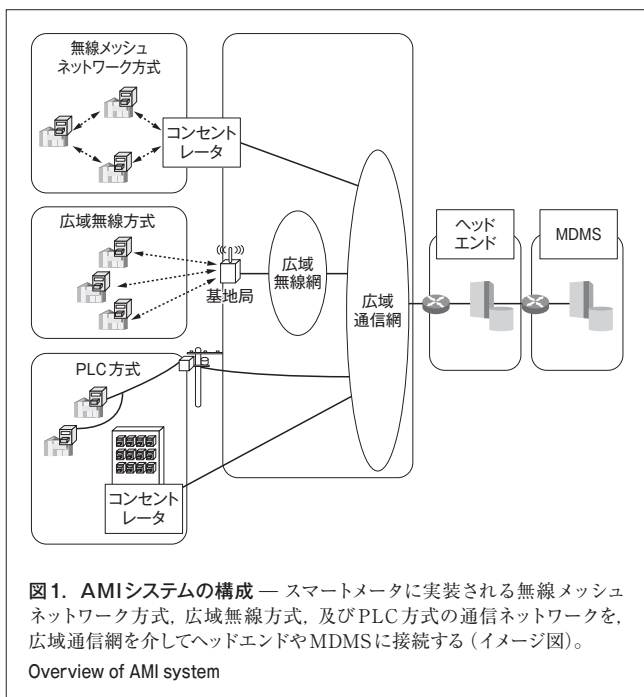 無線メッシュ
ネットワーク方式
コンセント
レータ
広域無線方式
基地局
広域
無線網
広域
通信網
ヘッド
エンド
MDMS
PLC方式
コンセント
レータ
図1. AMIシステムの構成 — スマートメータに実装される無線メッシュ
ネットワーク方式, 広域無線方式, 及びPLC方式の通信ネットワークを,
広域通信網を介してヘッドエンドやMDMSに接続する（イメージ図）。
Overview of AMI system